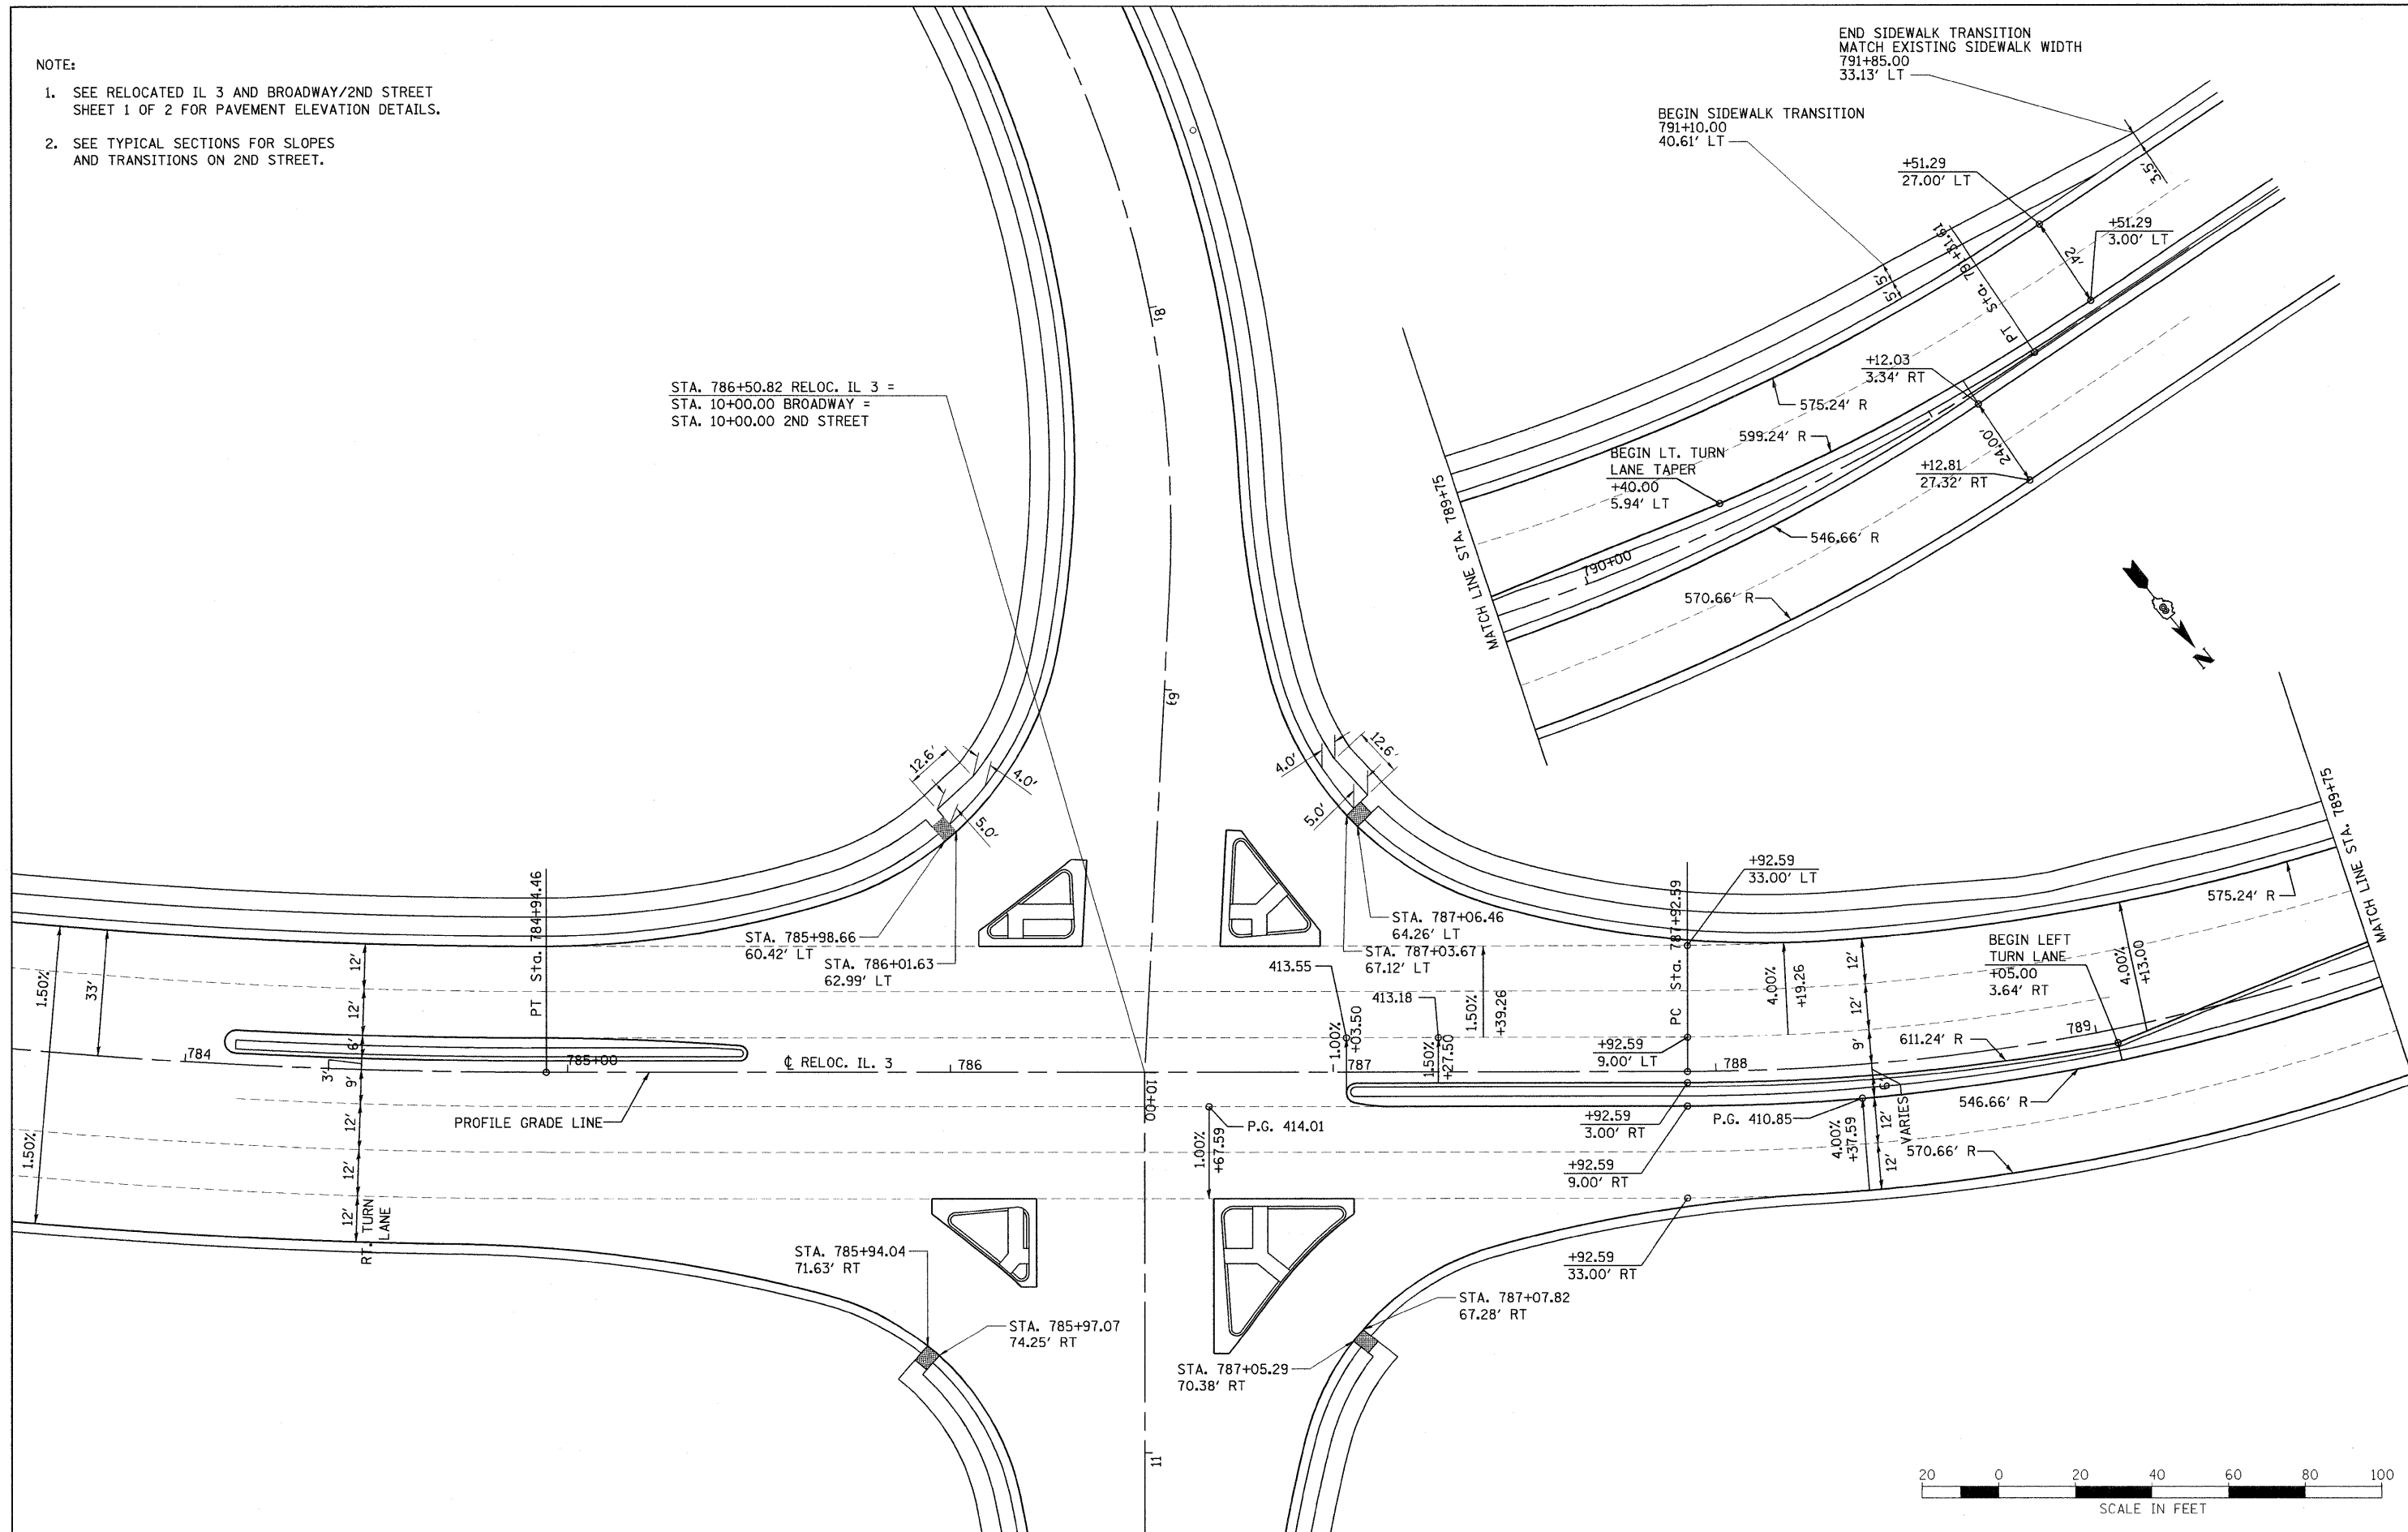 NOTE:
1. SEE RELOCATED IL 3 AND BROADWAY/2ND STREET
SHEET 1 OF 2 FOR PAVEMENT ELEVATION DETAILS.
2. SEE TYPICAL SECTIONS FOR SLOPES
AND TRANSITIONS ON 2ND STREET.
END SIDEWALK TRANSITION
MATCH EXISTING SIDEWALK WIDTH
791+85.00
33.13' LT
BEGIN SIDEWALK TRANSITION
791+10.00
40.61' LT
+51.29
27.00' LT
3.5'
+51.29
3.00' LT
24'
5'
5'
PT Sta. 791+31.61
+12.03
3.34' RT
575.24' R
599.24' R
24.00'
BEGIN LT. TURN
LANE TAPER
+40.00
5.94' LT
+12.81
27.32' RT
546.66' R
790+00
570.66' R
MATCH LINE STA. 789+75
N
STA. 786+50.82 RELOC. IL 3 =
STA. 10+00.00 BROADWAY =
STA. 10+00.00 2ND STREET
12.6'
4.0'
5.0'
4.0'
12.6'
5.0'
MATCH LINE STA. 789+75
PT Sta. 784+94.46
STA. 785+98.66
60.42' LT
STA. 786+01.63
62.99' LT
STA. 787+06.46
64.26' LT
STA. 787+03.67
67.12' LT
413.55
413.18
PC Sta. 787+92.59
+92.59
33.00' LT
575.24' R
BEGIN LEFT
TURN LANE
+05.00
3.64' RT
4.00%
+13.00
4.00%
+19.26
1.50%
+39.26
1.00%
+03.50
1.50%
+27.50
12'
12'
9'
6'
12'
12'
VARIES
1.50%
33'
1.50%
12'
12'
6'
3'
9'
12'
12'
12'
RT. TURN
LANE
784
785+00
℄ RELOC. IL. 3
786
787
788
789
PROFILE GRADE LINE
10+00
11
+92.59
9.00' LT
611.24' R
P.G. 414.01
1.00%
+67.59
+92.59
3.00' RT
P.G. 410.85
4.00%
+37.59
546.66' R
570.66' R
+92.59
9.00' RT
+92.59
33.00' RT
STA. 785+94.04
71.63' RT
STA. 785+97.07
74.25' RT
STA. 787+07.82
67.28' RT
STA. 787+05.29
70.38' RT
20 0 20 40 60 80 100
SCALE IN FEET